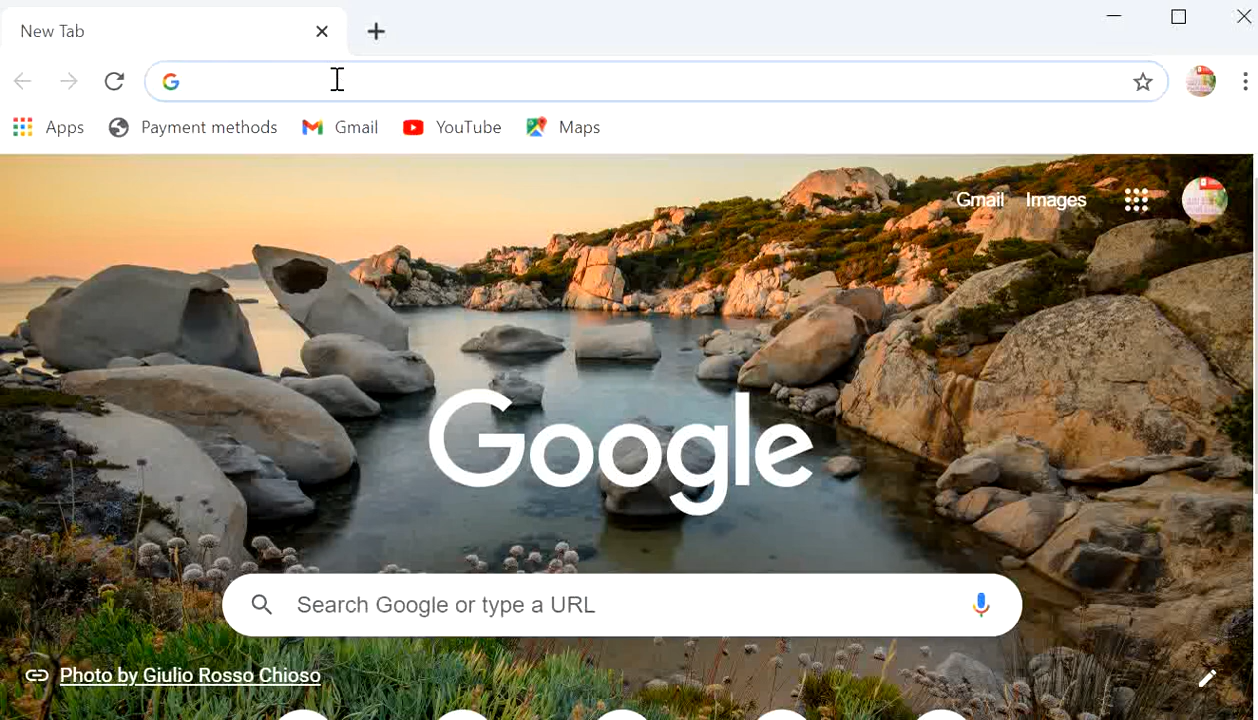 New Tab
Apps Payment methods Gmail YouTube Maps
Gmail Images
Google
Search Google or type a URL
Photo by Giulio Rosso Chioso